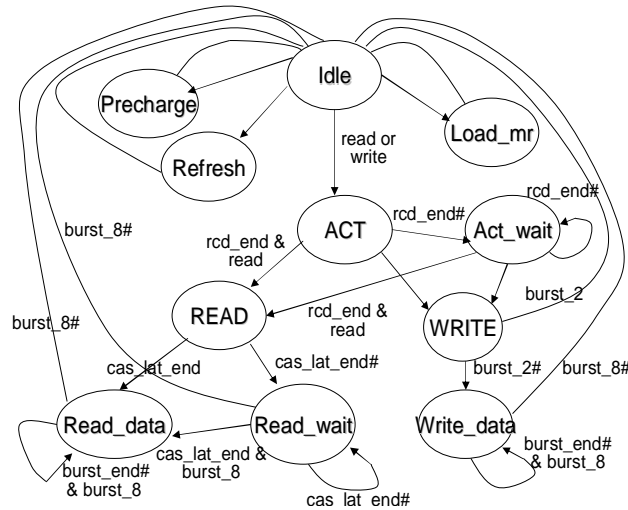 Idle
Precharge
Load_mr
read or
write
Refresh
rcd_end#
burst_8#
ACT
rcd_end#
Act_wait
rcd_end &
read
burst_2
READ
rcd_end &
read
WRITE
burst_8#
cas_lat_end
cas_lat_end#
burst_2#
burst_8#
Read_data
Read_wait
Write_data
burst_end#
& burst_8
cas_lat_end &
burst_8
burst_end#
& burst_8
cas_lat_end#